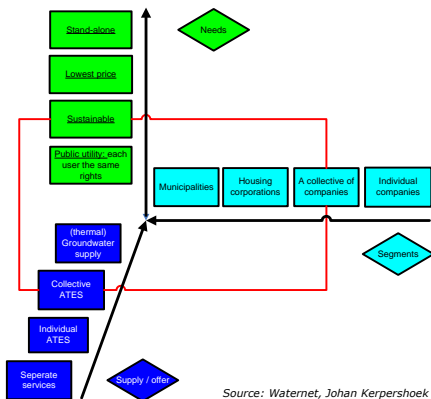 Stand-alone
Needs
Lowest price
Sustainable
Public utility: each
user the same
rights
Municipalities
Housing
corporations
A collective of
companies
Individual
companies
(thermal)
Groundwater
supply
Segments
Collective
ATES
Individual
ATES
Seperate
services
Supply / offer
Source: Waternet, Johan Kerpershoek